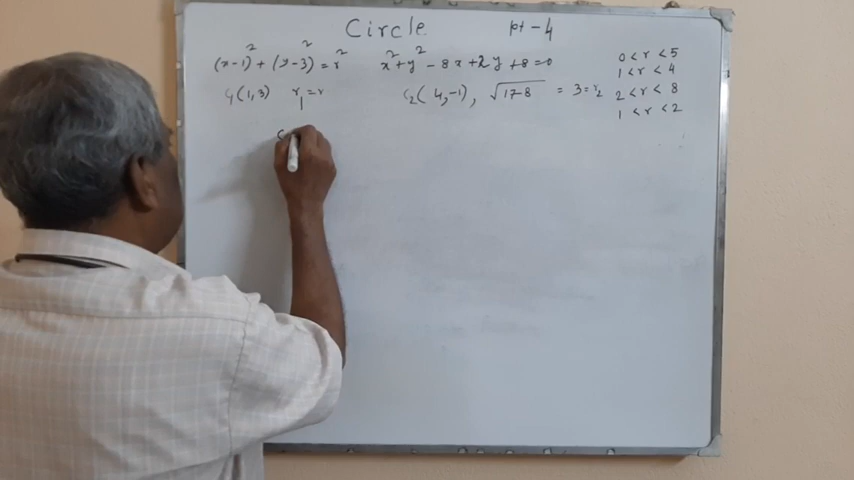 Circle pt-4
(x-1)² + (y-3)² = r² x² + y² - 8x + 2y + 8 = 0
C₁(1,3) r₁ = r C₂(4,-1), √17-8 = 3 = r₂
0 < r < 5
1 < r < 4
2 < r < 8
1 < r < 2
C